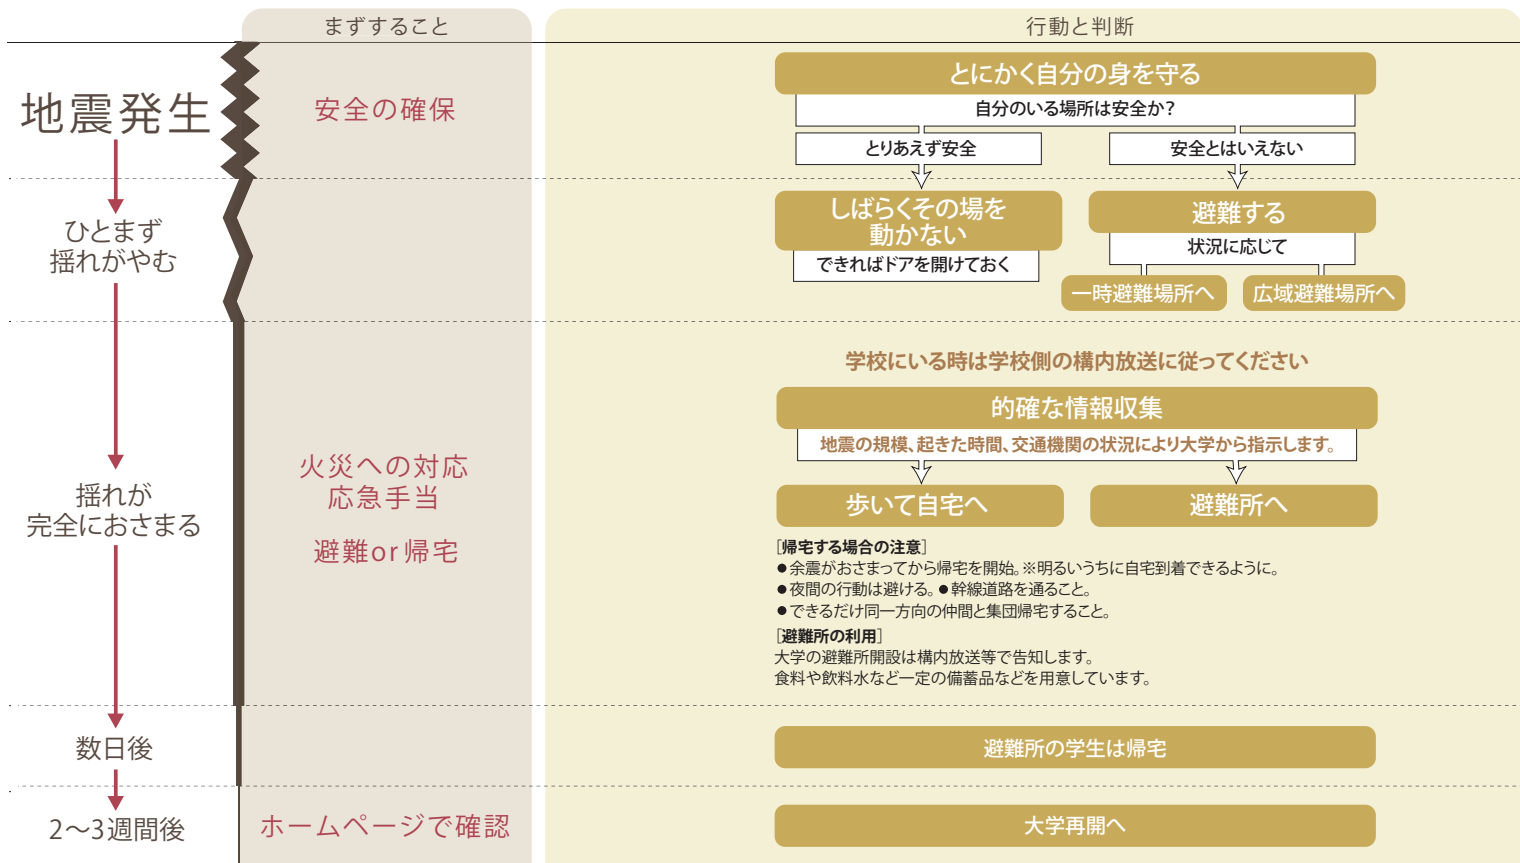 まずすること
行動と判断
地震発生
安全の確保
とにかく自分の身を守る
自分のいる場所は安全か?
とりあえず安全
安全とはいえない
ひとまず
揺れがやむ
しばらくその場を
動かない
できればドアを開けておく
避難する
状況に応じて
一時避難場所へ
広域避難場所へ
揺れが
完全におさまる
火災への対応
応急手当
避難or帰宅
学校にいる時は学校側の構内放送に従ってください
的確な情報収集
地震の規模、起きた時間、交通機関の状況により大学から指示します。
歩いて自宅へ
避難所へ
[帰宅する場合の注意]
●余震がおさまってから帰宅を開始。※明るいうちに自宅到着できるように。
●夜間の行動は避ける。●幹線道路を通ること。
●できるだけ同一方向の仲間と集団帰宅すること。
[避難所の利用]
大学の避難所開設は構内放送等で告知します。
食料や飲料水など一定の備蓄品などを用意しています。
数日後
避難所の学生は帰宅
2〜3週間後
ホームページで確認
大学再開へ